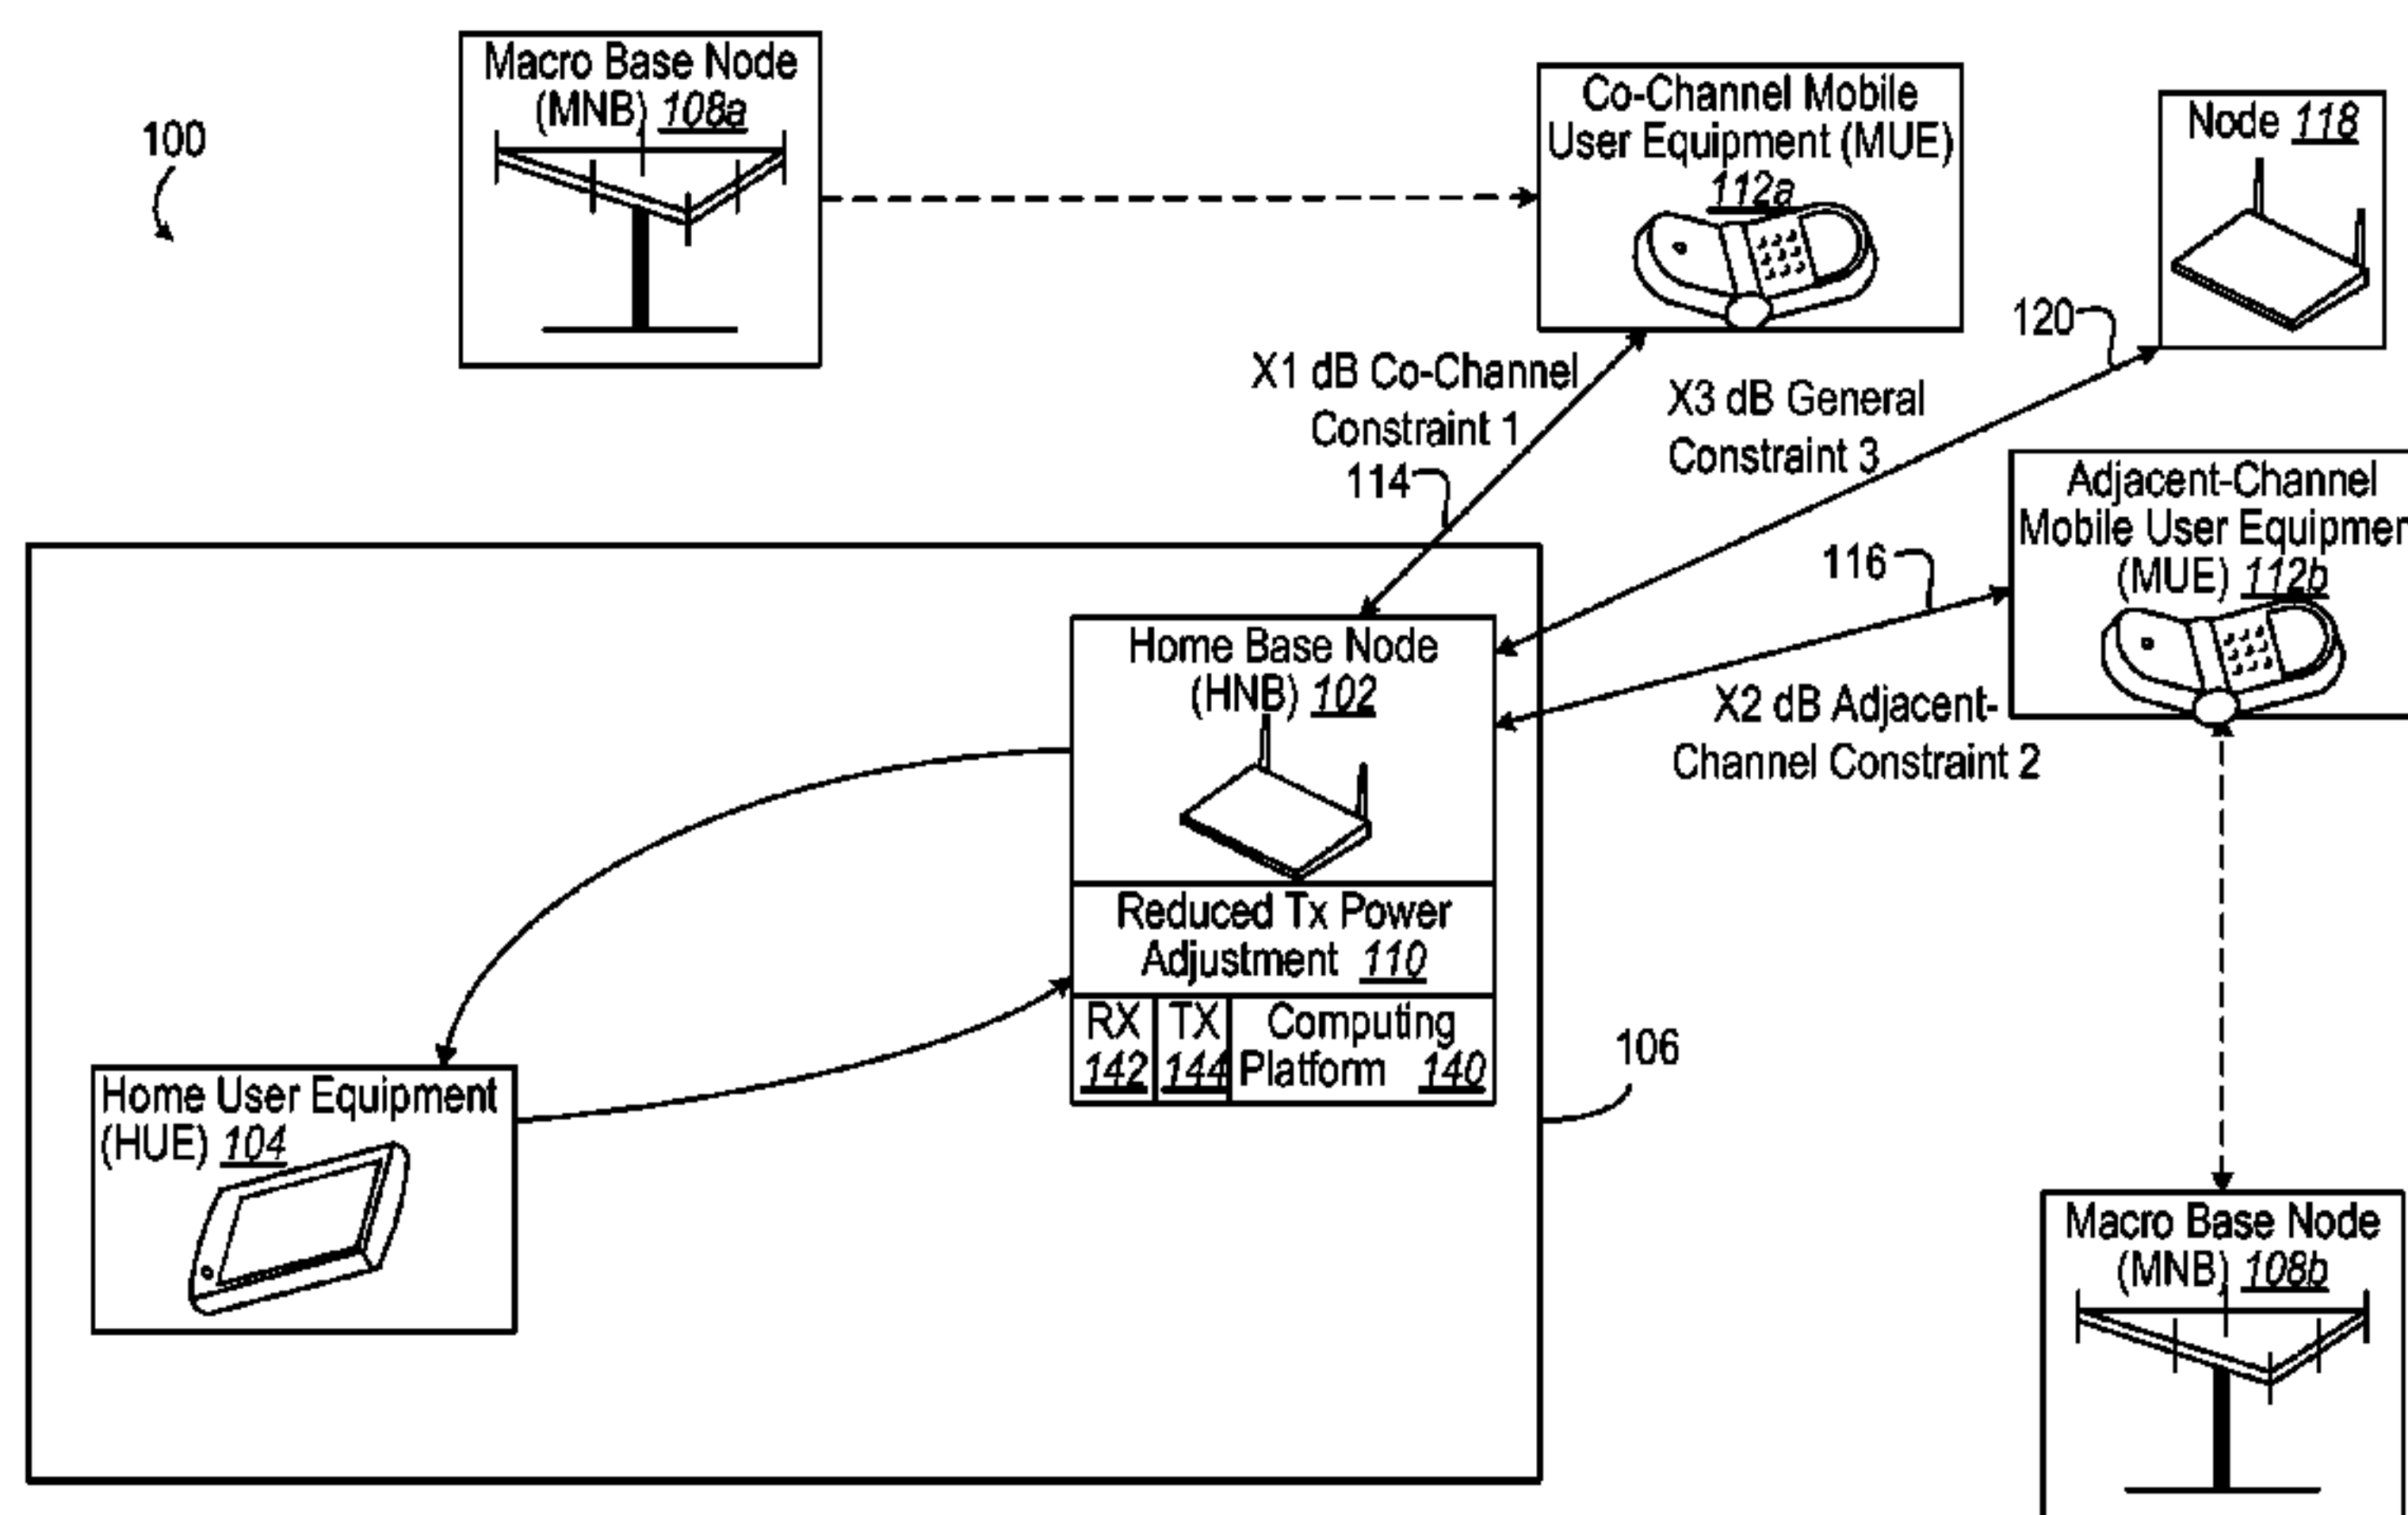 Macro Base Node
(MNB) 108a
100
Co-Channel Mobile
User Equipment (MUE)
112a
Node 118
120
X1 dB Co-Channel
Constraint 1
114
X3 dB General
Constraint 3
Adjacent-Channel
Mobile User Equipmen
(MUE) 112b
116
X2 dB Adjacent-
Channel Constraint 2
Home Base Node
(HNB) 102
Reduced Tx Power
Adjustment 110
RX
142
TX
144
Computing
Platform 140
106
Home User Equipment
(HUE) 104
Macro Base Node
(MNB) 108b